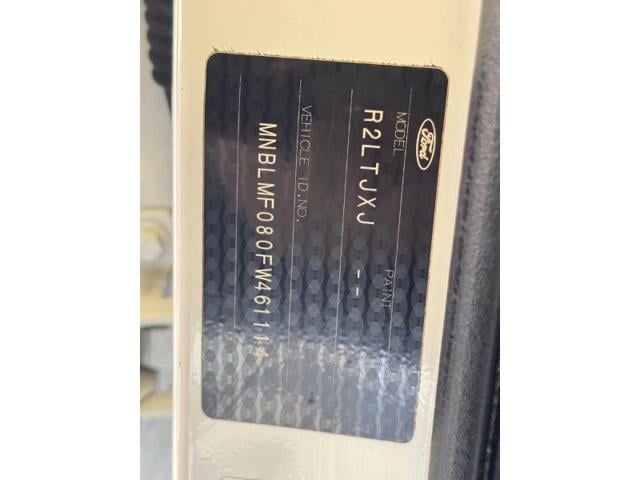 Ford
MODEL PAINT
R2LTJXJ --
VEHICLE ID.NO.
MNBLMF080FW461114